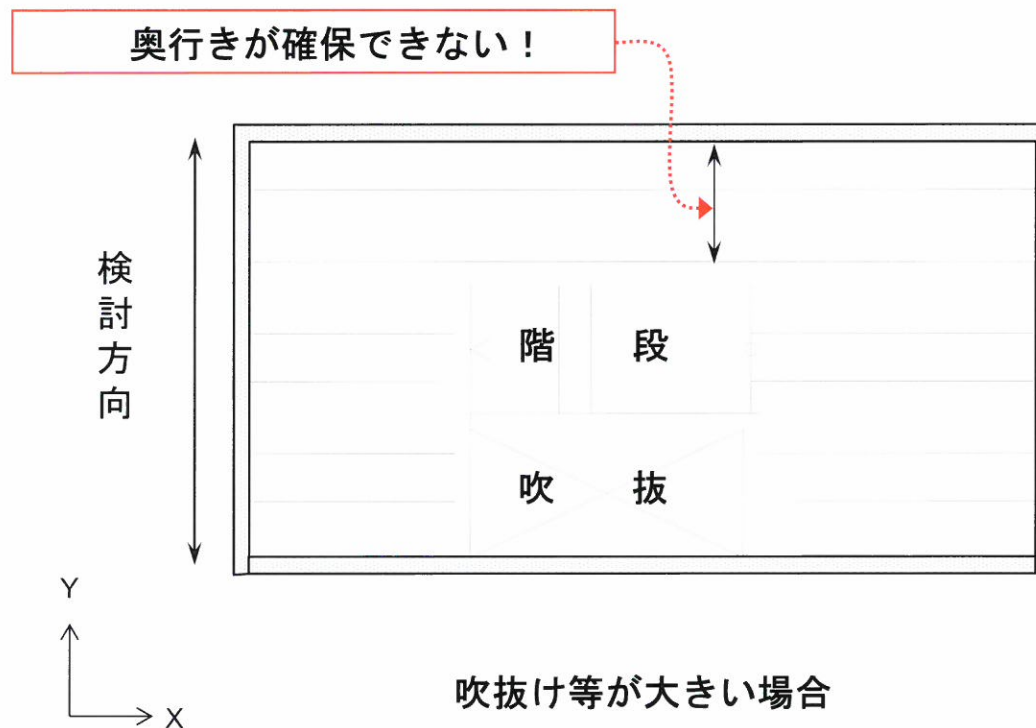 奥行きが確保できない！
検討方向
階 段
吹 抜
Y
X
吹抜け等が大きい場合